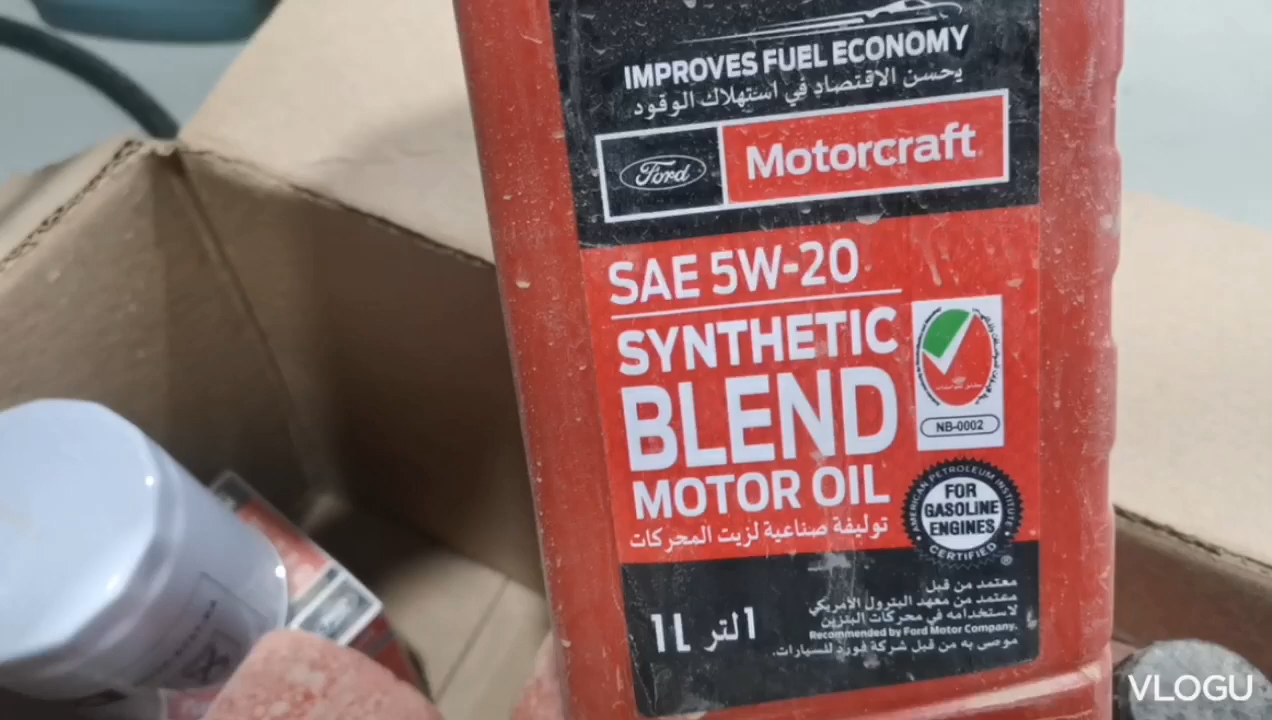 IMPROVES FUEL ECONOMY
يحسن الاقتصاد في استهلاك الوقود
Ford Motorcraft
SAE 5W-20
SYNTHETIC
BLEND
MOTOR OIL
توليفة صناعية لزيت المحركات
NB-0002
AMERICAN PETROLEUM INSTITUTE
FOR
GASOLINE
ENGINES
CERTIFIED
®
1L 1لتر
معتمد من قبل
معتمد من معهد البترول الأمريكي
لاستخدامه في محركات البنزين
Recommended by Ford Motor Company.
موصى به من قبل شركة فورد للسيارات.
Ford
VLOGU